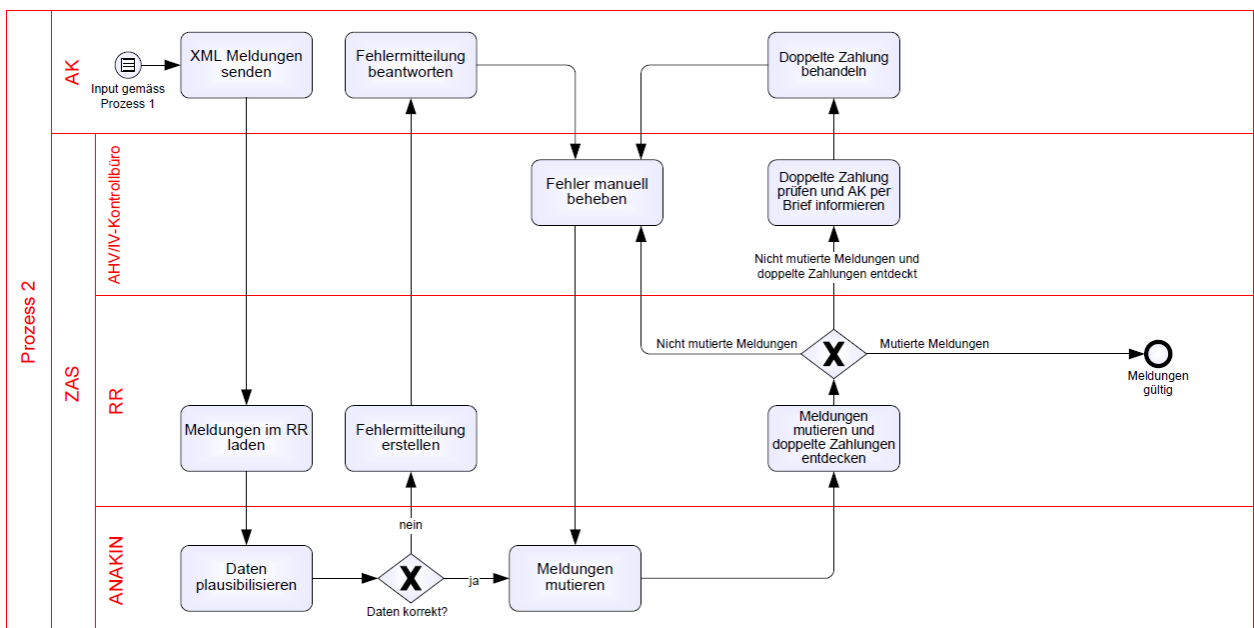 Prozess 2
AK
Input gemäss
Prozess 1
XML Meldungen
senden
Fehlermitteilung
beantworten
Doppelte Zahlung
behandeln
ZAS
AHV/IV-Kontrollbüro
Fehler manuell
beheben
Doppelte Zahlung
prüfen und AK per
Brief informieren
Nicht mutierte Meldungen und
doppelte Zahlungen entdeckt
RR
Nicht mutierte Meldungen
X
Mutierte Meldungen
Meldungen
gültig
Meldungen im RR
laden
Fehlermitteilung
erstellen
Meldungen
mutieren und
doppelte Zahlungen
entdecken
ANAKIN
nein
Daten
plausibilisieren
X
ja
Meldungen
mutieren
Daten korrekt?